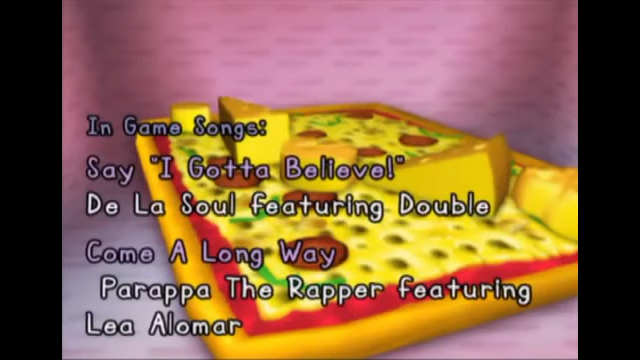 In Game Songs:
Say "I Gotta Believe!"
De La Soul featuring Double
Come A Long Way
Parappa The Rapper featuring
Lea Alomar